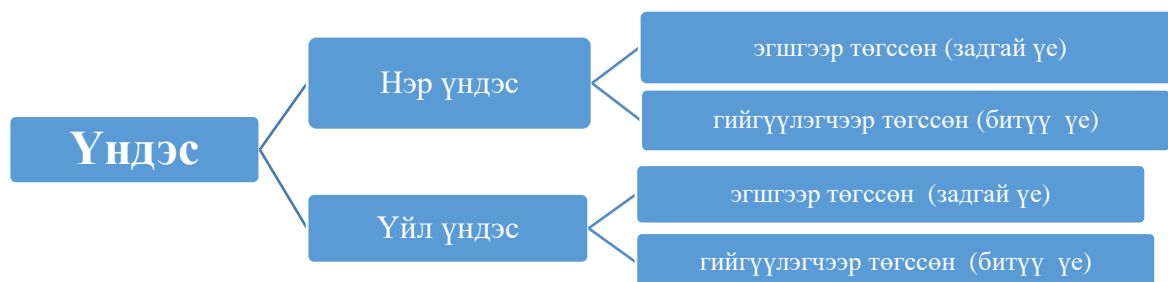 Үндэс
Нэр үндэс
эгшгээр төгссөн (задгай үе)
гийгүүлэгчээр төгссөн (битүү үе)
Үйл үндэс
эгшгээр төгссөн (задгай үе)
гийгүүлэгчээр төгссөн (битүү үе)